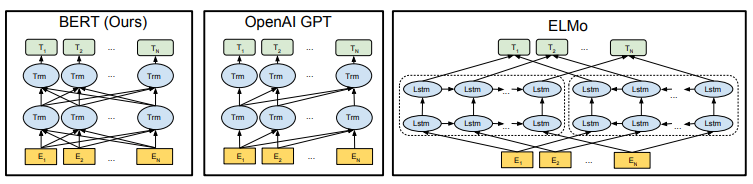 BERT (Ours)
T1 T2 ... TN
Trm Trm ... Trm
Trm Trm ... Trm
E1 E2 ... EN
OpenAI GPT
T1 T2 ... TN
Trm Trm ... Trm
Trm Trm ... Trm
E1 E2 ... EN
ELMo
T1 T2 ... TN
Lstm Lstm ... Lstm Lstm Lstm ... Lstm
Lstm Lstm ... Lstm Lstm Lstm ... Lstm
E1 E2 ... EN